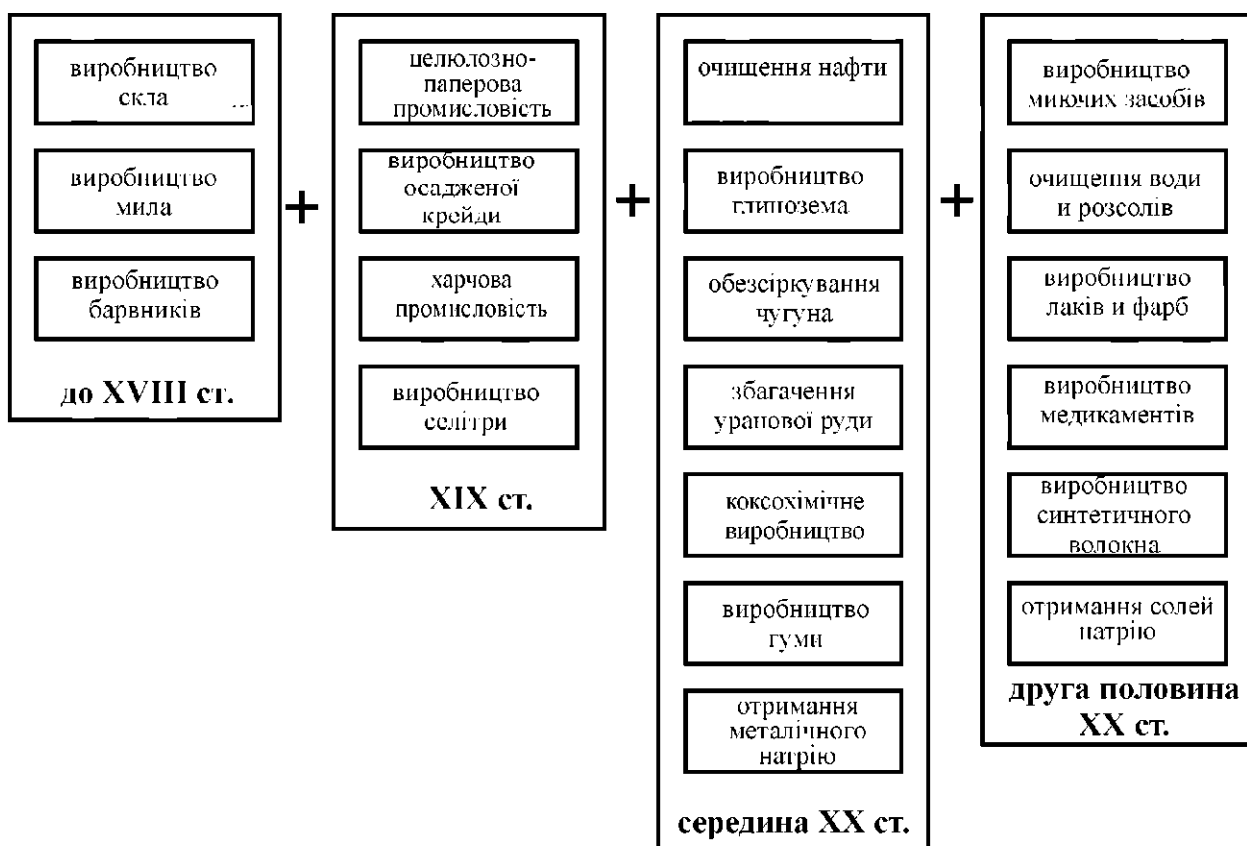 виробництво
скла
виробництво
мила
виробництво
барвників
до XVIII ст.
+
целюлозно-
паперова
промисловість
виробництво
осадженої
крейди
харчова
промисловість
виробництво
селітри
XIX ст.
+
очищення нафти
виробництво
глинозема
обезсіркування
чугуна
збагачення
уранової руди
коксохімічне
виробництво
виробництво
гуми
отримання
металічного
натрію
середина XX ст.
+
виробництво
миючих засобів
очищення води
и розсолів
виробництво
лаків и фарб
виробництво
медикаментів
виробництво
синтетичного
волокна
отримання солей
натрію
друга половина
XX ст.